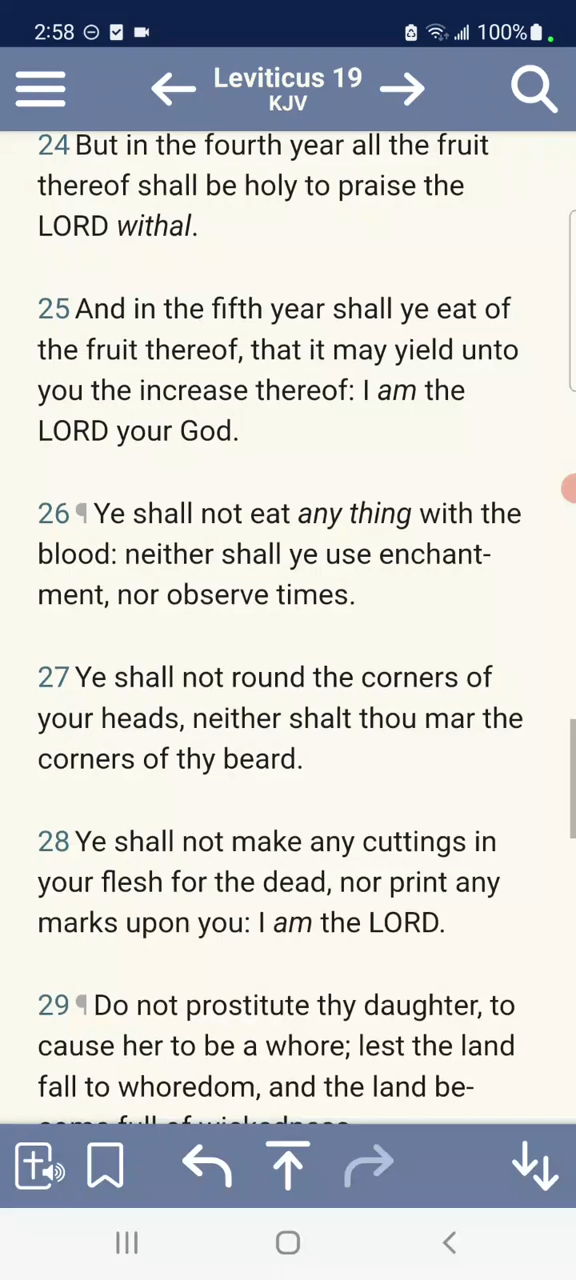 2:58 100%
Leviticus 19
KJV
24 But in the fourth year all the fruit
thereof shall be holy to praise the
LORD withal.
25 And in the fifth year shall ye eat of
the fruit thereof, that it may yield unto
you the increase thereof: I am the
LORD your God.
26 ¶ Ye shall not eat any thing with the
blood: neither shall ye use enchant-
ment, nor observe times.
27 Ye shall not round the corners of
your heads, neither shalt thou mar the
corners of thy beard.
28 Ye shall not make any cuttings in
your flesh for the dead, nor print any
marks upon you: I am the LORD.
29 ¶ Do not prostitute thy daughter, to
cause her to be a whore; lest the land
fall to whoredom, and the land be-
come full of wickedness.